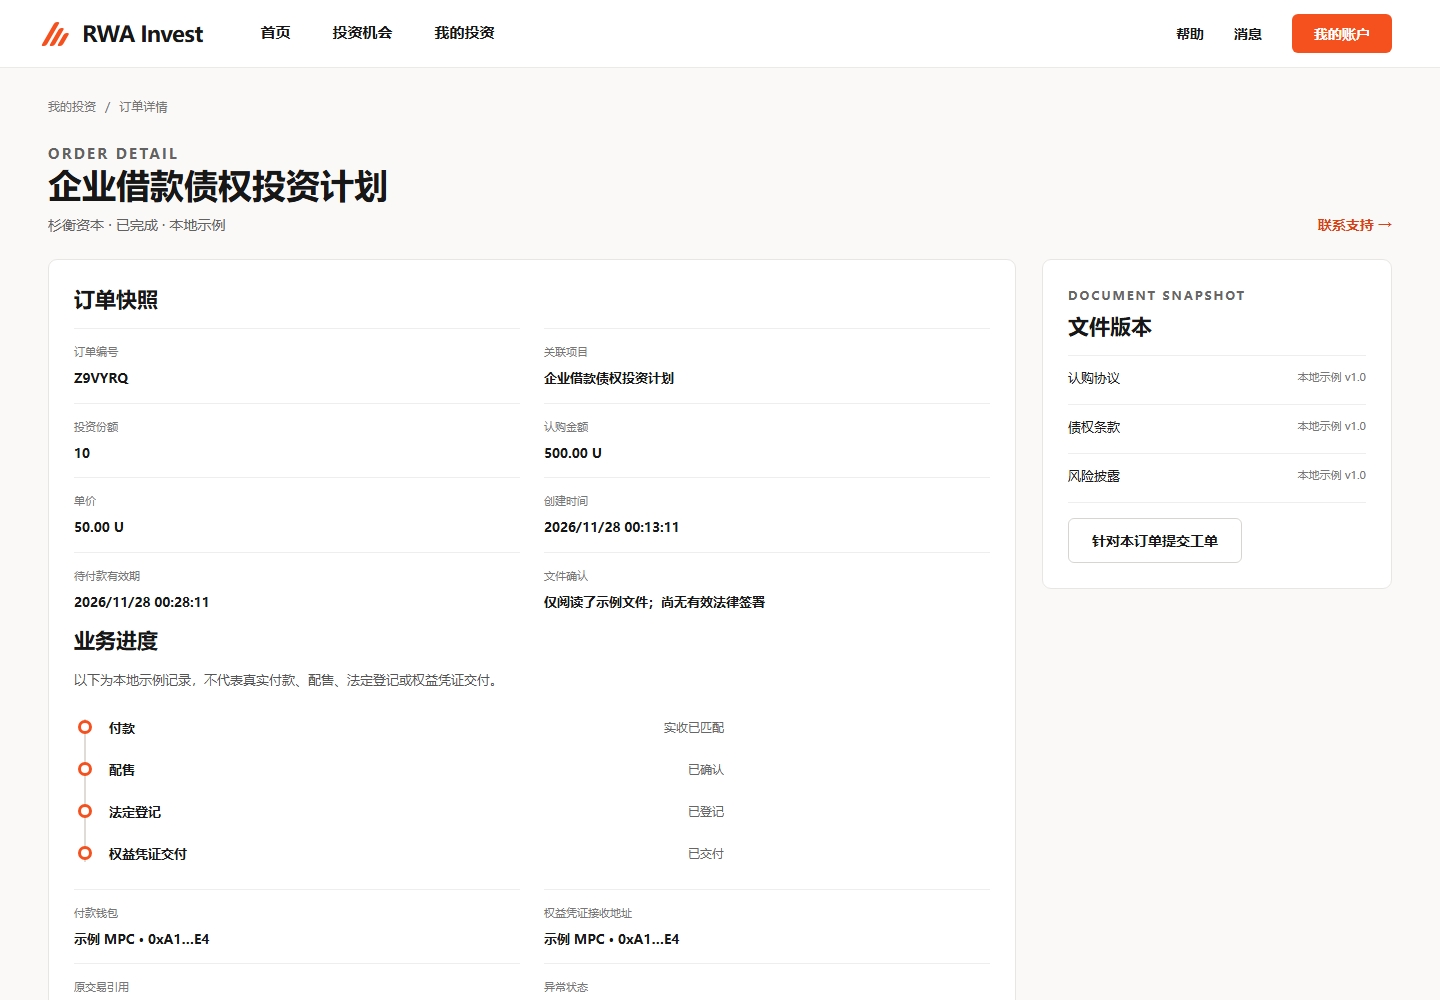 RWA Invest
首页
投资机会
我的投资
帮助
消息
我的账户
我的投资 / 订单详情
ORDER DETAIL
企业借款债权投资计划
杉衡资本 · 已完成 · 本地示例
联系支持 →
订单快照
订单编号
Z9VYRQ
关联项目
企业借款债权投资计划
投资份额
10
认购金额
500.00 U
单价
50.00 U
创建时间
2026/11/28 00:13:11
待付款有效期
2026/11/28 00:28:11
文件确认
仅阅读了示例文件；尚无有效法律签署
业务进度
以下为本地示例记录，不代表真实付款、配售、法定登记或权益凭证交付。
付款
实收已匹配
配售
已确认
法定登记
已登记
权益凭证交付
已交付
付款钱包
示例 MPC • 0xA1...E4
权益凭证接收地址
示例 MPC • 0xA1...E4
原交易引用
异常状态
DOCUMENT SNAPSHOT
文件版本
认购协议
本地示例 v1.0
债权条款
本地示例 v1.0
风险披露
本地示例 v1.0
针对本订单提交工单